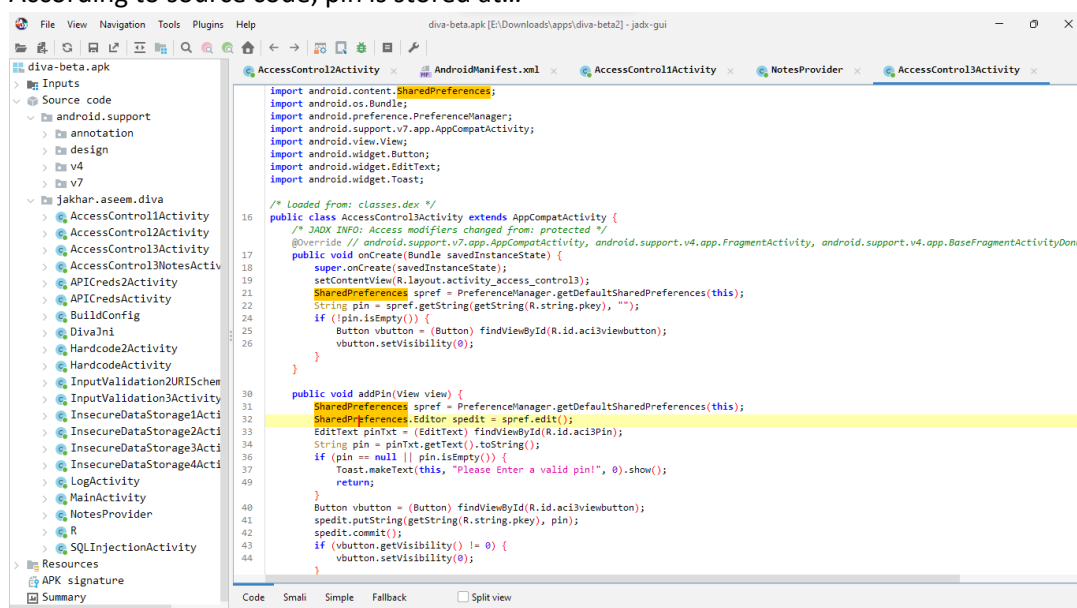 According to source code, pin is stored at...
File View Navigation Tools Plugins Help diva-beta.apk [E:\Downloads\apps\diva-beta2] - jadx-gui
diva-beta.apk
Inputs
Source code
android.support
annotation
design
v4
v7
jakhar.aseem.diva
AccessControl1Activity
AccessControl2Activity
AccessControl3Activity
AccessControl3NotesActiv
APICreds2Activity
APICredsActivity
BuildConfig
DivaJni
Hardcode2Activity
HardcodeActivity
InputValidation2URISchem
InputValidation3Activity
InsecureDataStorage1Acti
InsecureDataStorage2Acti
InsecureDataStorage3Acti
InsecureDataStorage4Acti
LogActivity
MainActivity
NotesProvider
R
SQLInjectionActivity
Resources
APK signature
Summary
AccessControl2Activity AndroidManifest.xml AccessControl1Activity NotesProvider AccessControl3Activity
import android.content.SharedPreferences;
import android.os.Bundle;
import android.preference.PreferenceManager;
import android.support.v7.app.AppCompatActivity;
import android.view.View;
import android.widget.Button;
import android.widget.EditText;
import android.widget.Toast;
/* loaded from: classes.dex */
16 public class AccessControl3Activity extends AppCompatActivity {
/* JADX INFO: Access modifiers changed from: protected */
@Override // android.support.v7.app.AppCompatActivity, android.support.v4.app.FragmentActivity, android.support.v4.app.BaseFragmentActivityDon
17 public void onCreate(Bundle savedInstanceState) {
18 super.onCreate(savedInstanceState);
19 setContentView(R.layout.activity_access_control3);
21 SharedPreferences spref = PreferenceManager.getDefaultSharedPreferences(this);
22 String pin = spref.getString(getString(R.string.pkey), "");
24 if (!pin.isEmpty()) {
25 Button vbutton = (Button) findViewById(R.id.aci3viewbutton);
26 vbutton.setVisibility(0);
}
}
30 public void addPin(View view) {
31 SharedPreferences spref = PreferenceManager.getDefaultSharedPreferences(this);
32 SharedPreferences.Editor spedit = spref.edit();
33 EditText pinTxt = (EditText) findViewById(R.id.aci3Pin);
34 String pin = pinTxt.getText().toString();
36 if (pin == null || pin.isEmpty()) {
37 Toast.makeText(this, "Please Enter a valid pin!", 0).show();
49 return;
}
40 Button vbutton = (Button) findViewById(R.id.aci3viewbutton);
41 spedit.putString(getString(R.string.pkey), pin);
42 spedit.commit();
43 if (vbutton.getVisibility() != 0) {
44 vbutton.setVisibility(0);
}
Code Smali Simple Fallback Split view